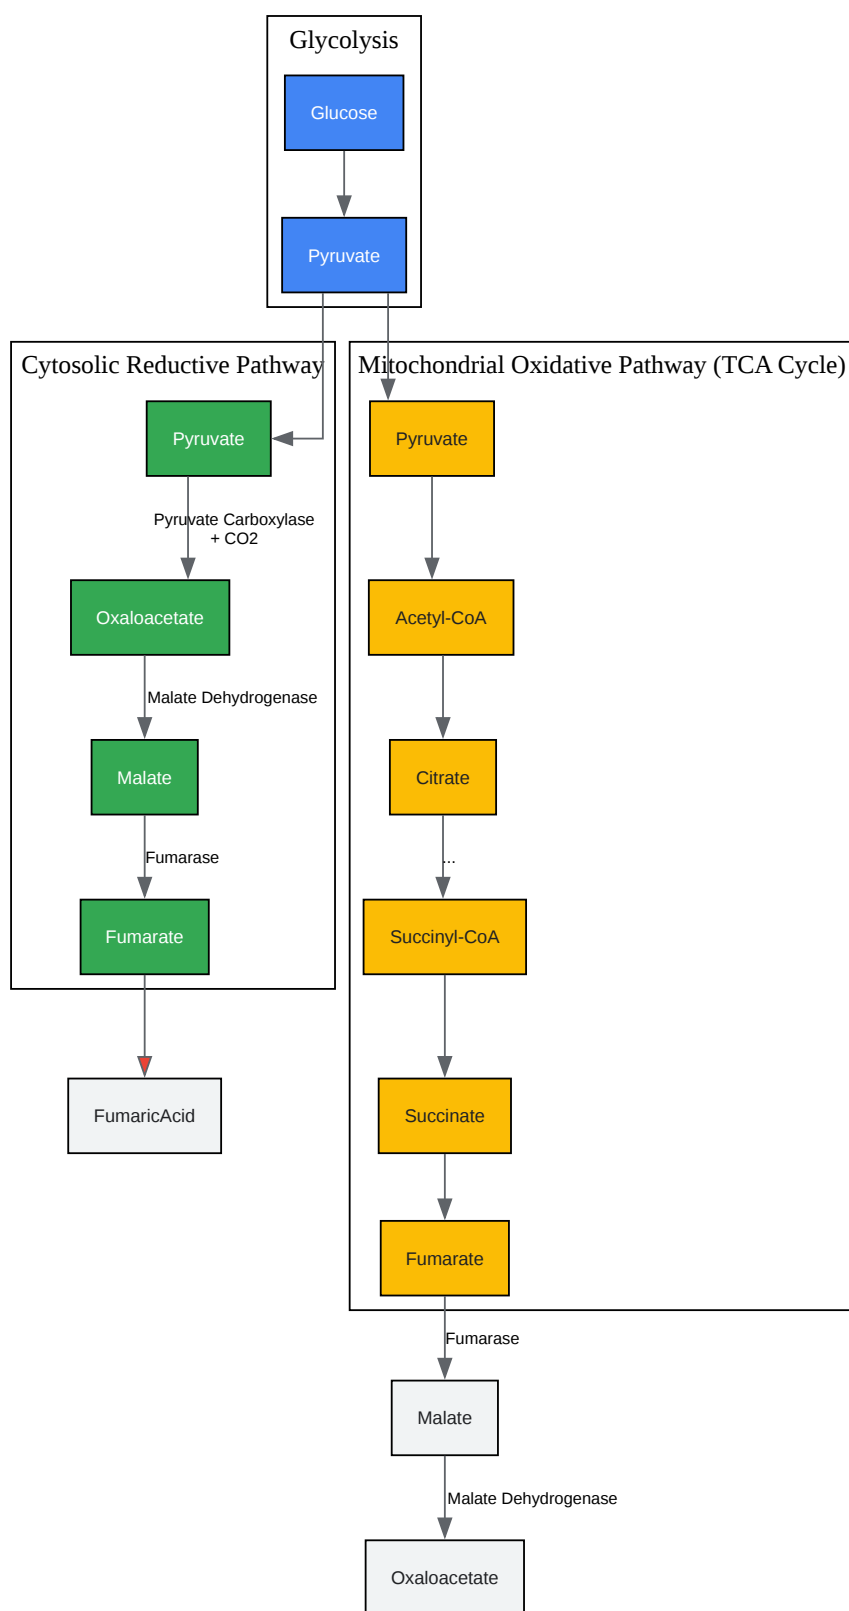 Glycolysis
Glucose
Pyruvate
Cytosolic Reductive Pathway
Pyruvate
Pyruvate Carboxylase
+ CO2
Oxaloacetate
Malate Dehydrogenase
Malate
Fumarase
Fumarate
FumaricAcid
Mitochondrial Oxidative Pathway (TCA Cycle)
Pyruvate
Acetyl-CoA
Citrate
...
Succinyl-CoA
Succinate
Fumarate
Fumarase
Malate
Malate Dehydrogenase
Oxaloacetate